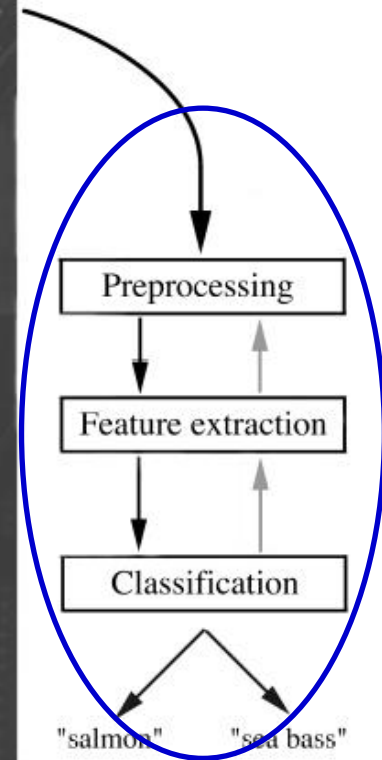 Preprocessing
Feature extraction
Classification
"salmon" "sea bass"